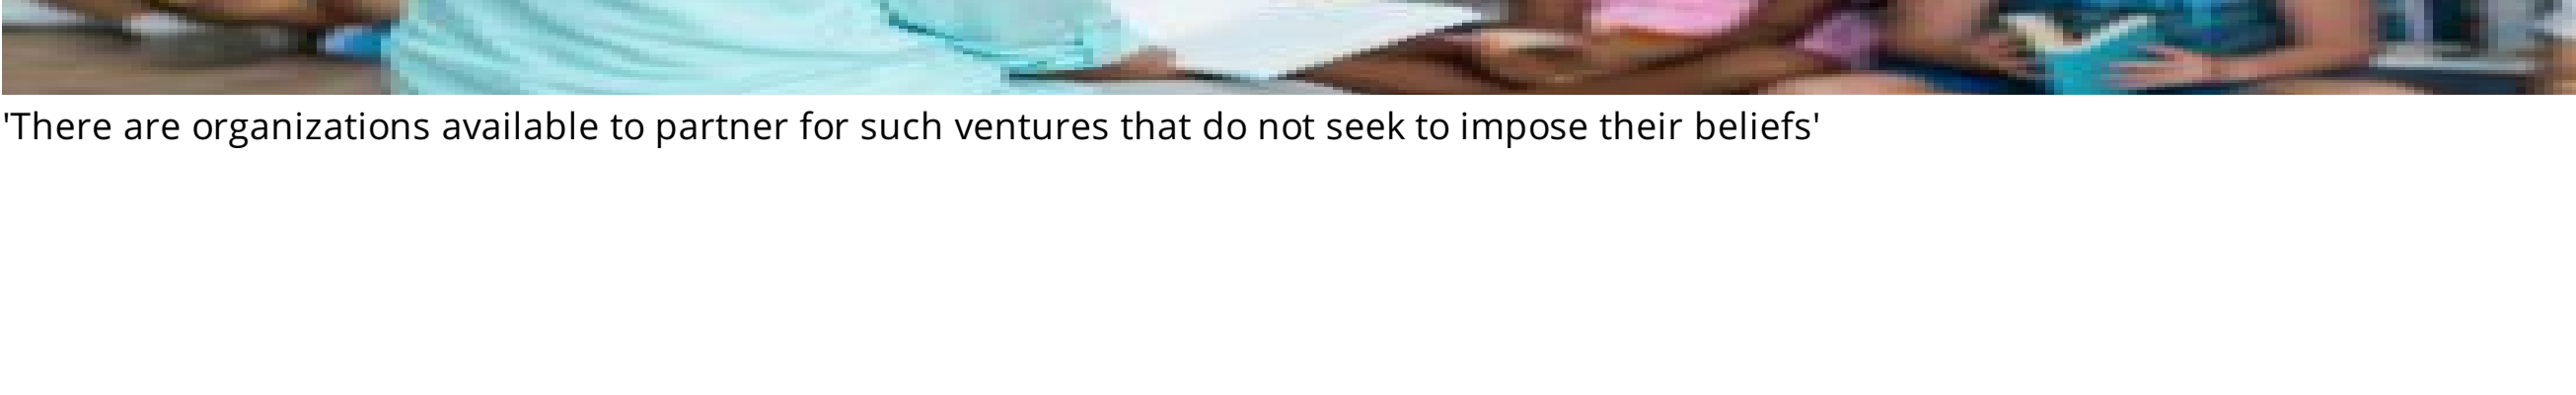 'There are organizations available to partner for such ventures that do not seek to impose their beliefs'